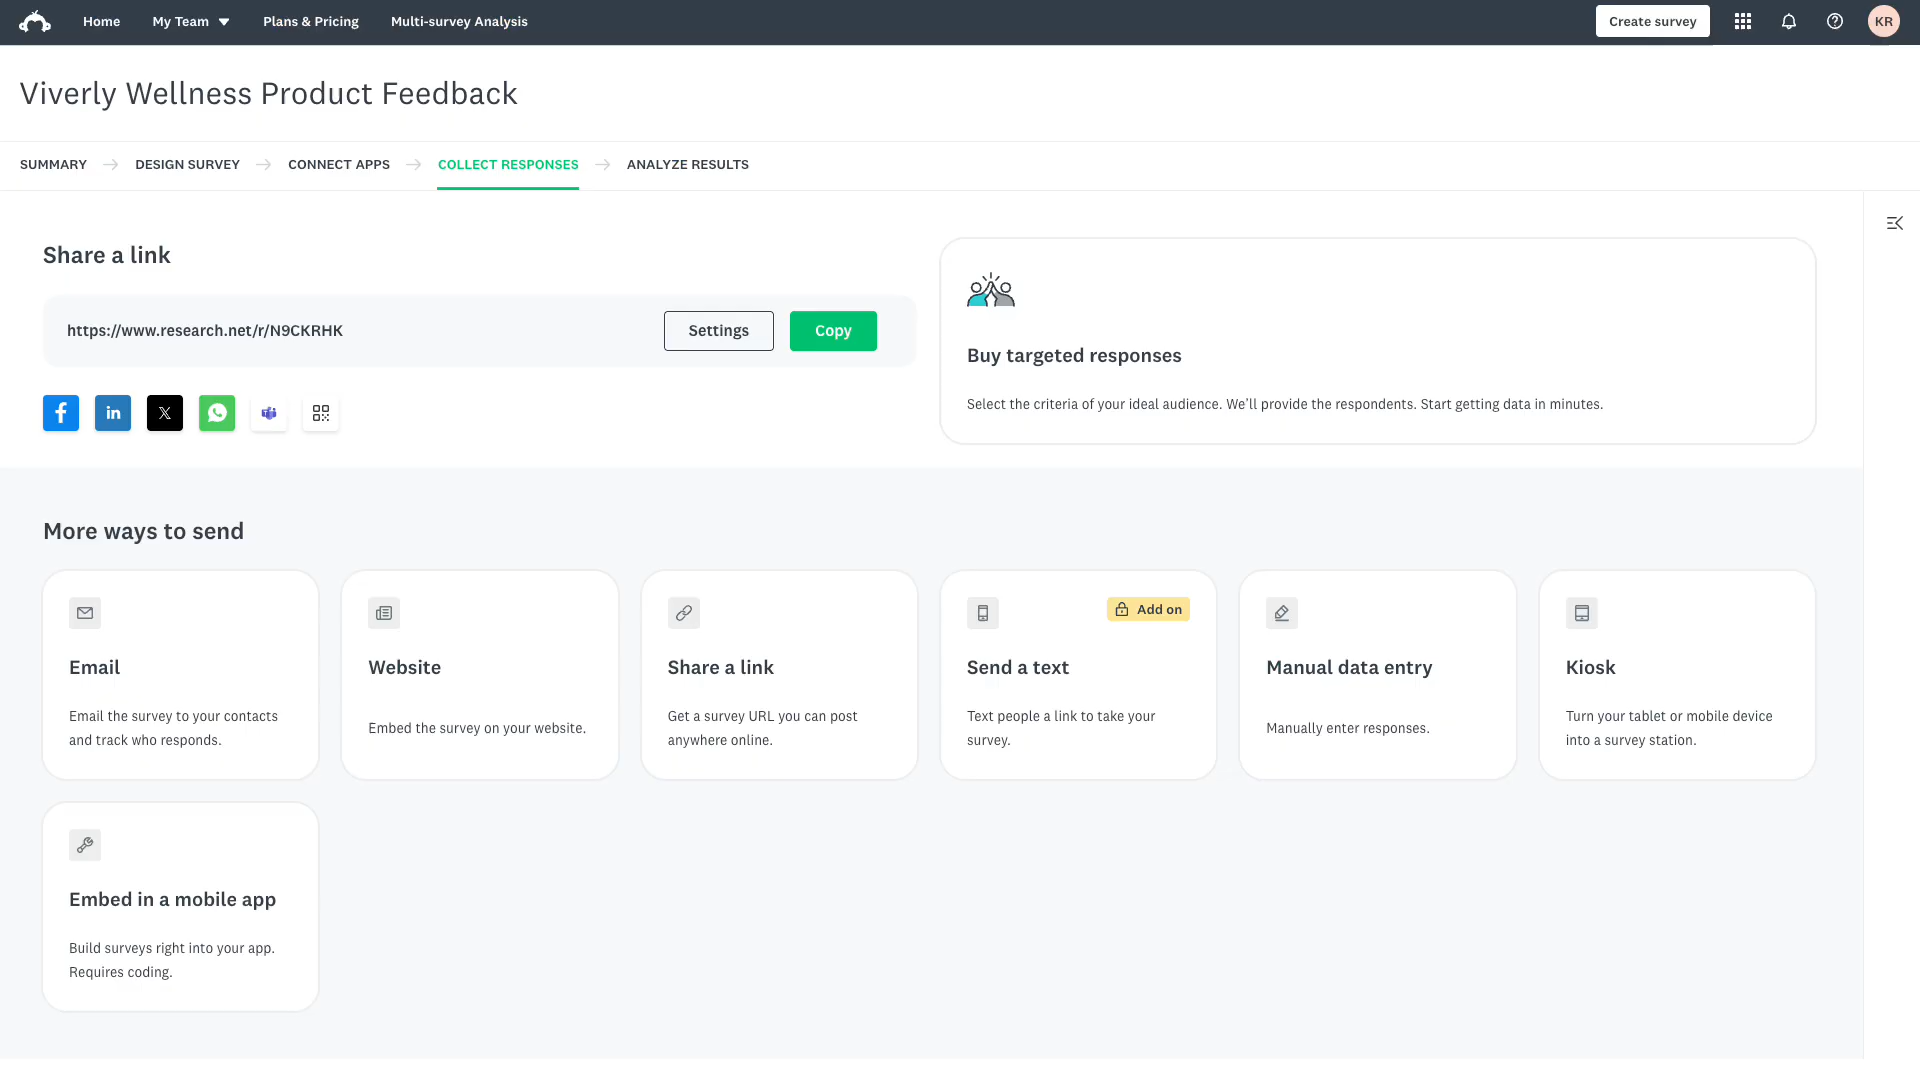 Home
My Team
Plans & Pricing
Multi-survey Analysis
Create survey
KR
Viverly Wellness Product Feedback
SUMMARY
DESIGN SURVEY
CONNECT APPS
COLLECT RESPONSES
ANALYZE RESULTS
Share a link
https://www.research.net/r/N9CKRHK
Settings
Copy
Buy targeted responses
Select the criteria of your ideal audience. We'll provide the respondents. Start getting data in minutes.
More ways to send
Email
Email the survey to your contacts
and track who responds.
Website
Embed the survey on your website.
Share a link
Get a survey URL you can post
anywhere online.
Add on
Send a text
Text people a link to take your
survey.
Manual data entry
Manually enter responses.
Kiosk
Turn your tablet or mobile device
into a survey station.
Embed in a mobile app
Build surveys right into your app.
Requires coding.